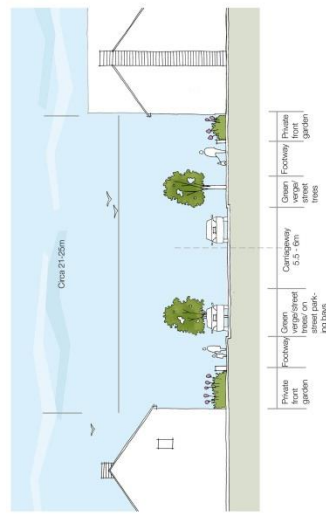 Circa 21-25m
Private
front
garden
Footway
Green
verge/street
trees/ on
street park-
ing bays
Carriageway
5.5 - 6m
Green
verge/
street
trees
Footway
Private
front
garden